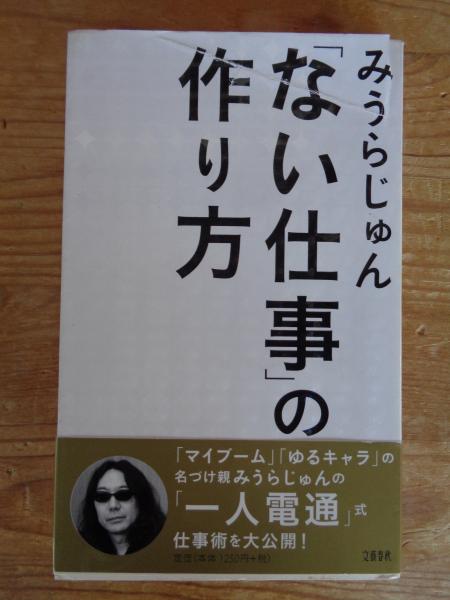 みうらじゅん
「ない仕事」の
作り方
「マイブーム」「ゆるキャラ」の
名づけ親みうらじゅんの
「一人電通」式
仕事術を大公開!
定価(本体1250円+税)
文藝春秋